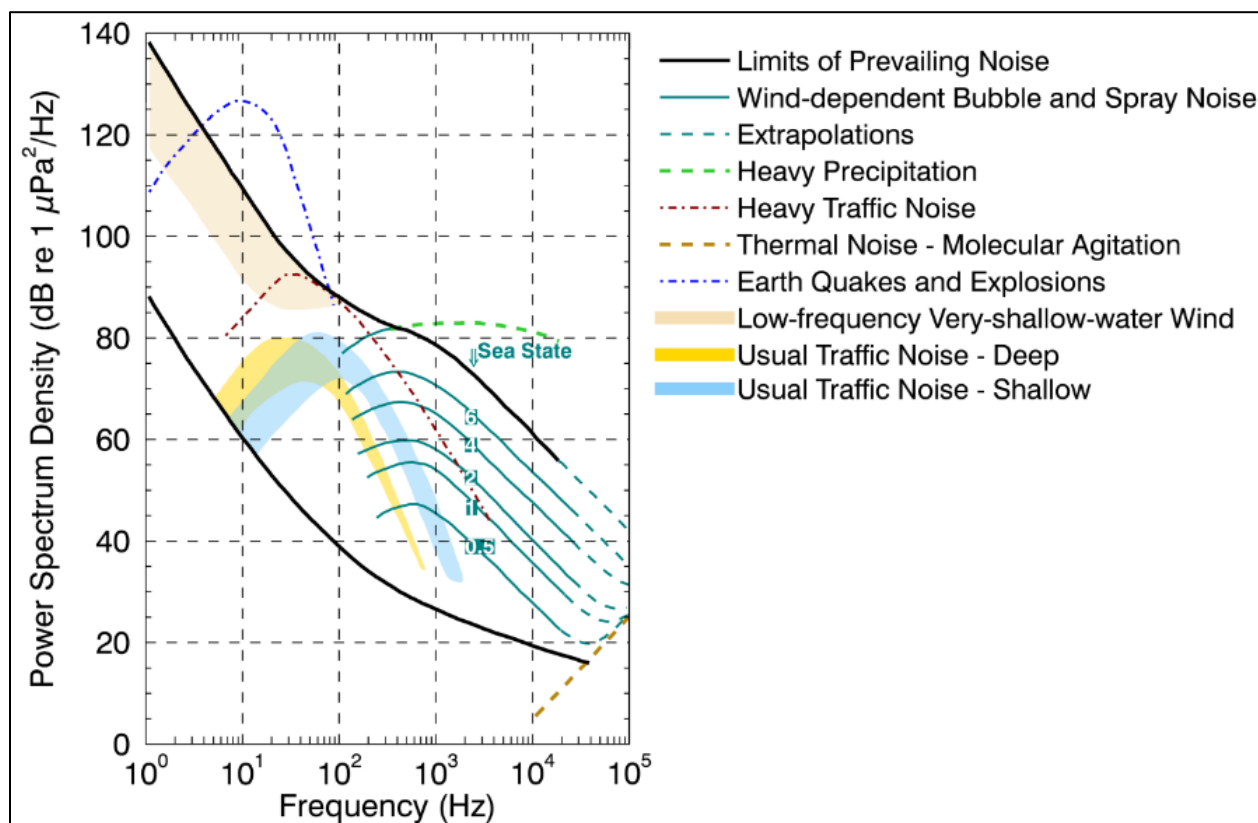 140
120
100
80
60
40
20
0
10⁰
10¹
10²
10³
10⁴
10⁵
Power Spectrum Density (dB re 1 µPa²/Hz)
Frequency (Hz)
⇓Sea State
6
4
2
0.5
Limits of Prevailing Noise
Wind-dependent Bubble and Spray Noise
Extrapolations
Heavy Precipitation
Heavy Traffic Noise
Thermal Noise - Molecular Agitation
Earth Quakes and Explosions
Low-frequency Very-shallow-water Wind
Usual Traffic Noise - Deep
Usual Traffic Noise - Shallow